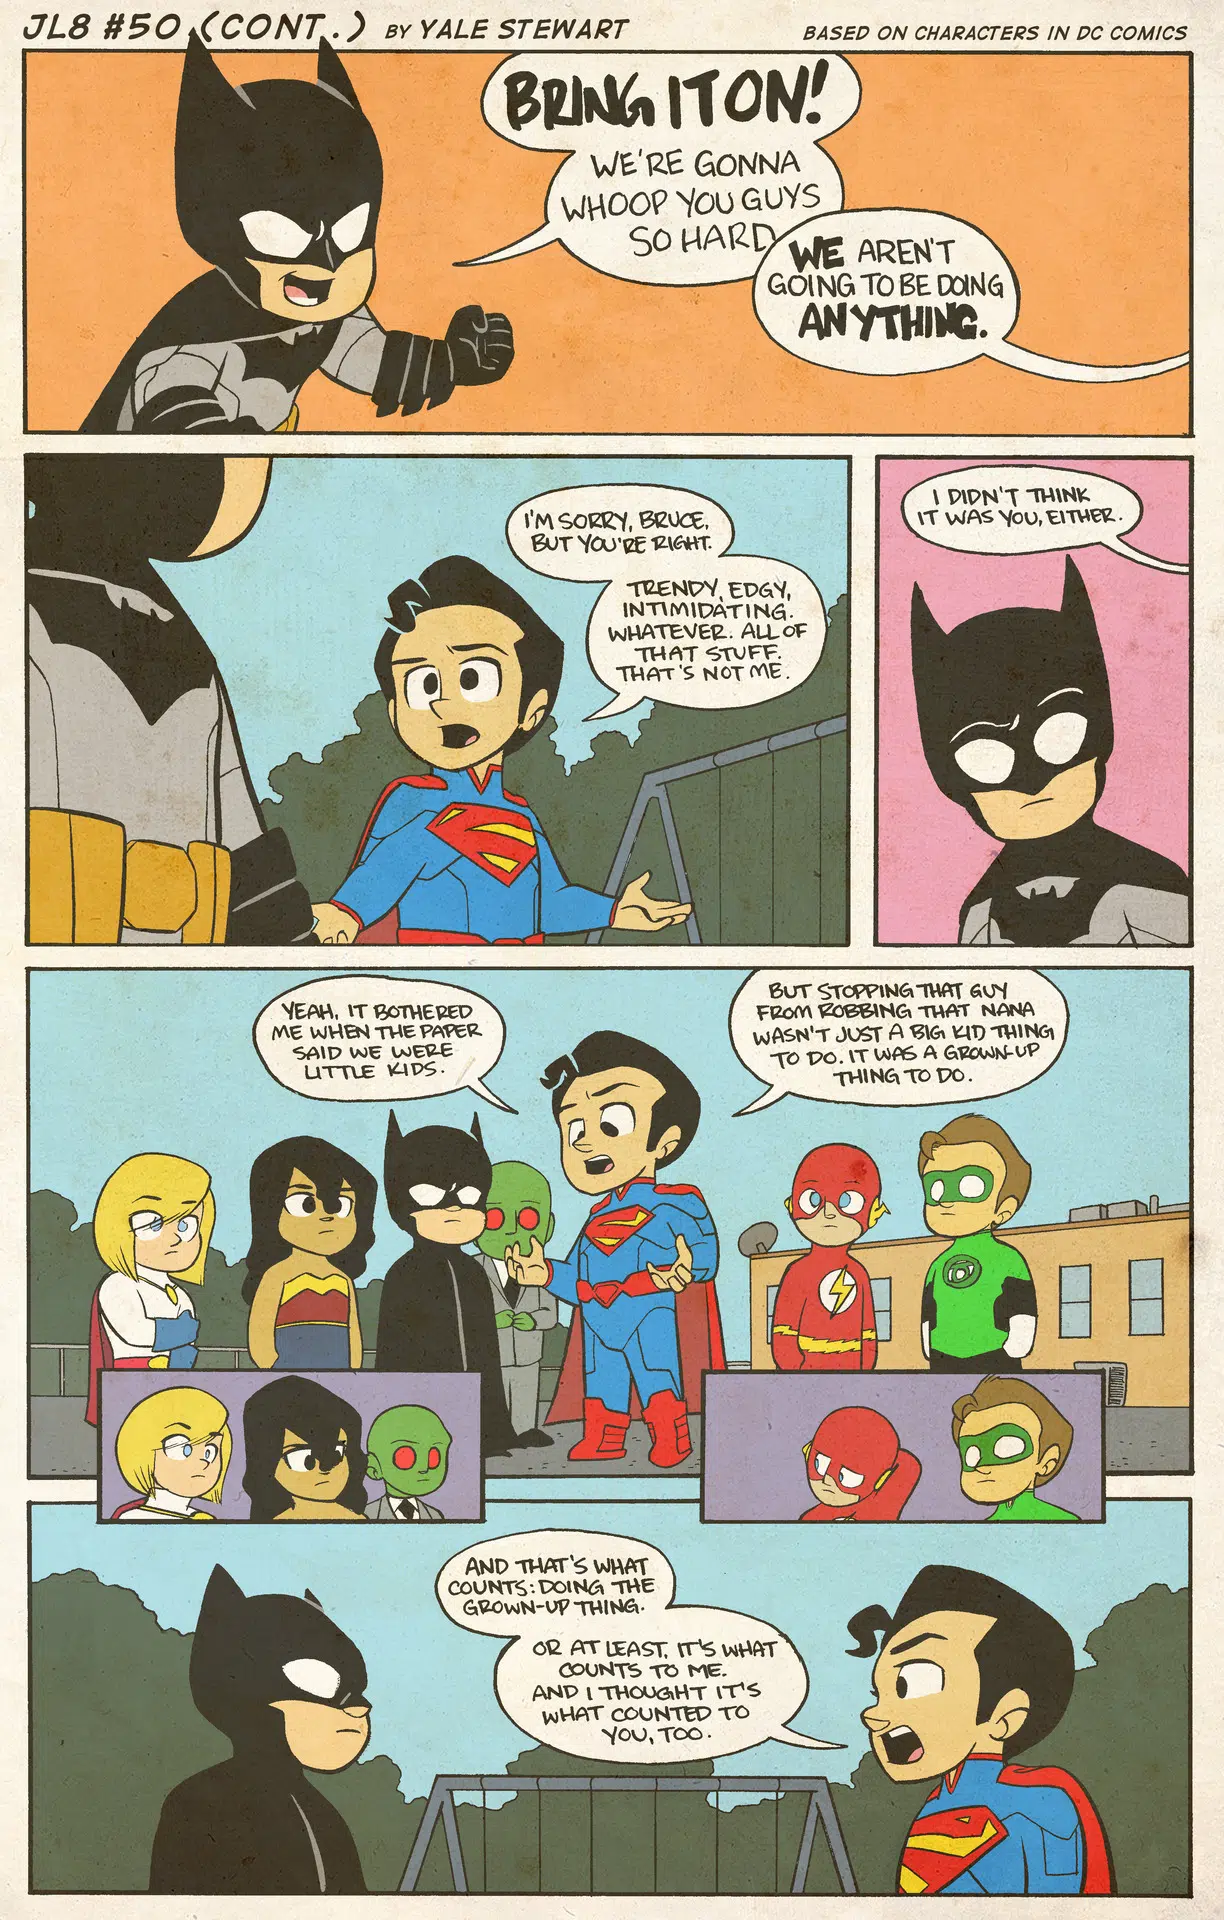 JL8 #50 (CONT.) BY YALE STEWART
BASED ON CHARACTERS IN DC COMICS
BRING IT ON!
WE'RE GONNA
WHOOP YOU GUYS
SO HARD
WE AREN'T
GOING TO BE DOING
ANYTHING.
I'M SORRY, BRUCE,
BUT YOU'RE RIGHT.
TRENDY, EDGY,
INTIMIDATING.
WHATEVER. ALL OF
THAT STUFF.
THAT'S NOT ME.
I DIDN'T THINK
IT WAS YOU, EITHER.
YEAH, IT BOTHERED
ME WHEN THE PAPER
SAID WE WERE
LITTLE KIDS.
BUT STOPPING THAT GUY
FROM ROBBING THAT NANA
WASN'T JUST A BIG KID THING
TO DO. IT WAS A GROWN-UP
THING TO DO.
AND THAT'S WHAT
COUNTS: DOING THE
GROWN-UP THING.
OR AT LEAST, IT'S WHAT
COUNTS TO ME.
AND I THOUGHT IT'S
WHAT COUNTED TO
YOU, TOO.